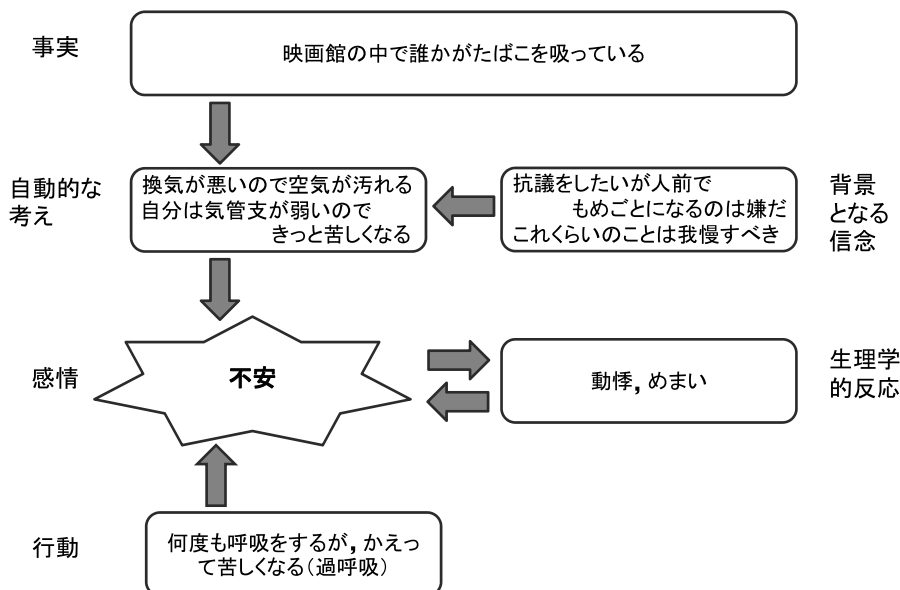 事実
映画館の中で誰かがたばこを吸っている
自動的な
考え
換気が悪いので空気が汚れる
自分は気管支が弱いので
きっと苦しくなる
抗議をしたいが人前で
もめごとになるのは嫌だ
これくらいのことは我慢すべき
背景
となる
信念
感情
不安
動悸，めまい
生理学
的反応
行動
何度も呼吸をするが，かえっ
て苦しくなる（過呼吸）